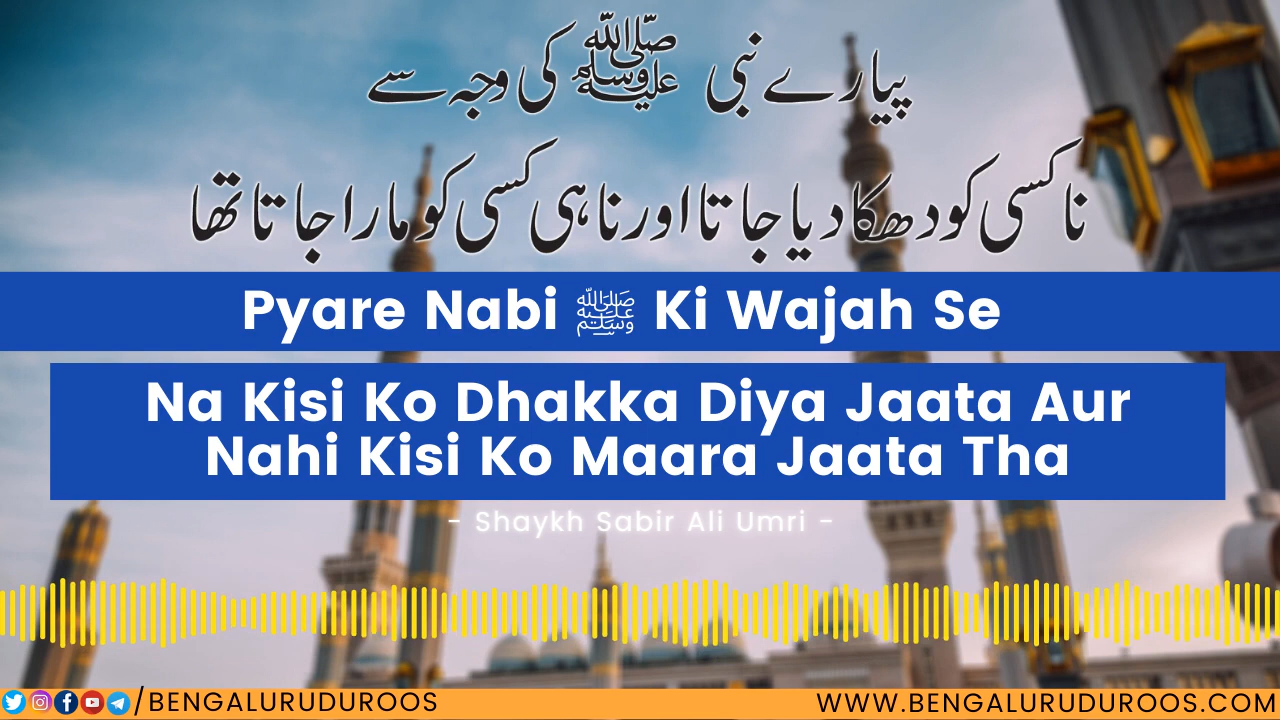 پیارے نبی ﷺ کی وجہ سے
نا کسی کو دھکا دیا جاتا اور نا ہی کسی کو مارا جاتا تھا
Pyare Nabi ﷺ Ki Wajah Se
Na Kisi Ko Dhakka Diya Jaata Aur
Nahi Kisi Ko Maara Jaata Tha
- Shaykh Sabir Ali Umri -
/BENGALURUDUROOS
WWW.BENGALURUDUROOS.COM